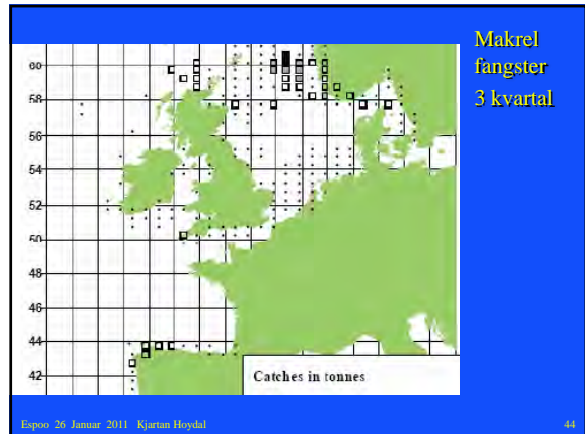 Makrel
fangster
3 kvartal
60
58
56
54
52
50
48
46
44
42
Catches in tonnes
Espoo 26 Januar 2011 Kjartan Hoydal
44